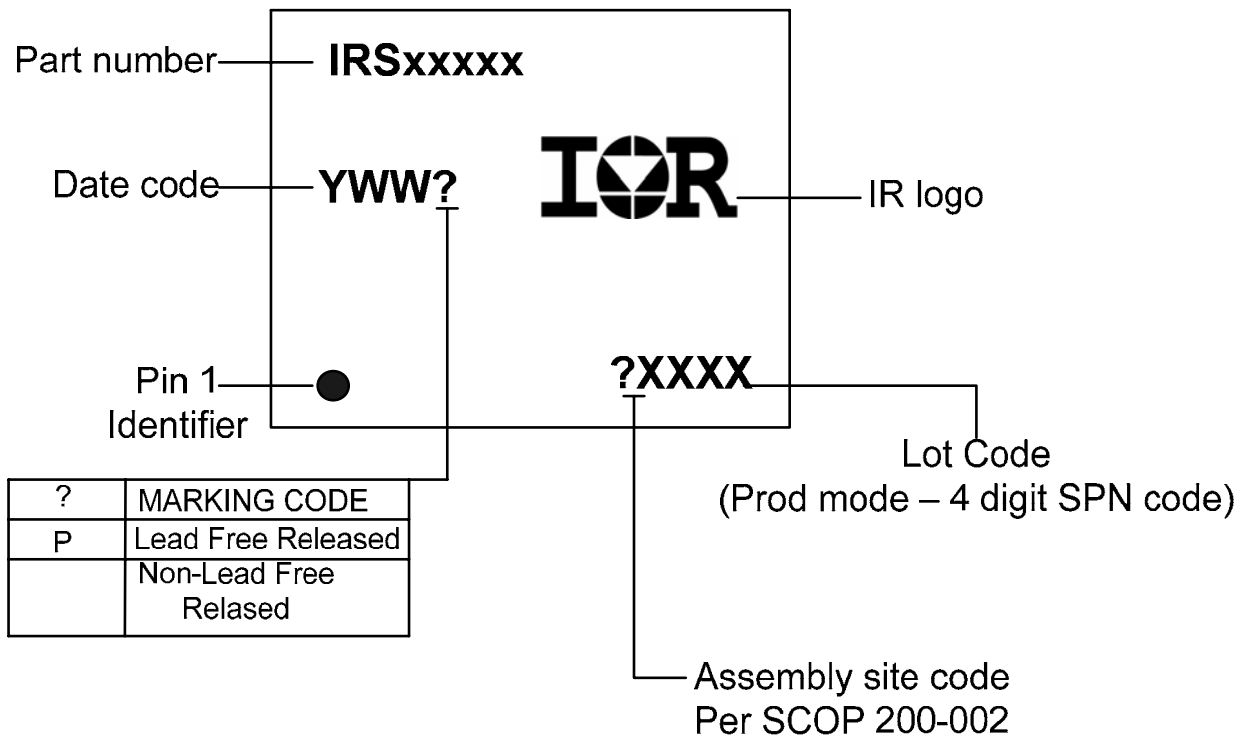 Part number
IRSxxxxx
Date code
YWW?
IOR
IR logo
Pin 1
Identifier
?XXXX
Lot Code
(Prod mode – 4 digit SPN code)
? MARKING CODE
P Lead Free Released
Non-Lead Free
Relased
Assembly site code
Per SCOP 200-002